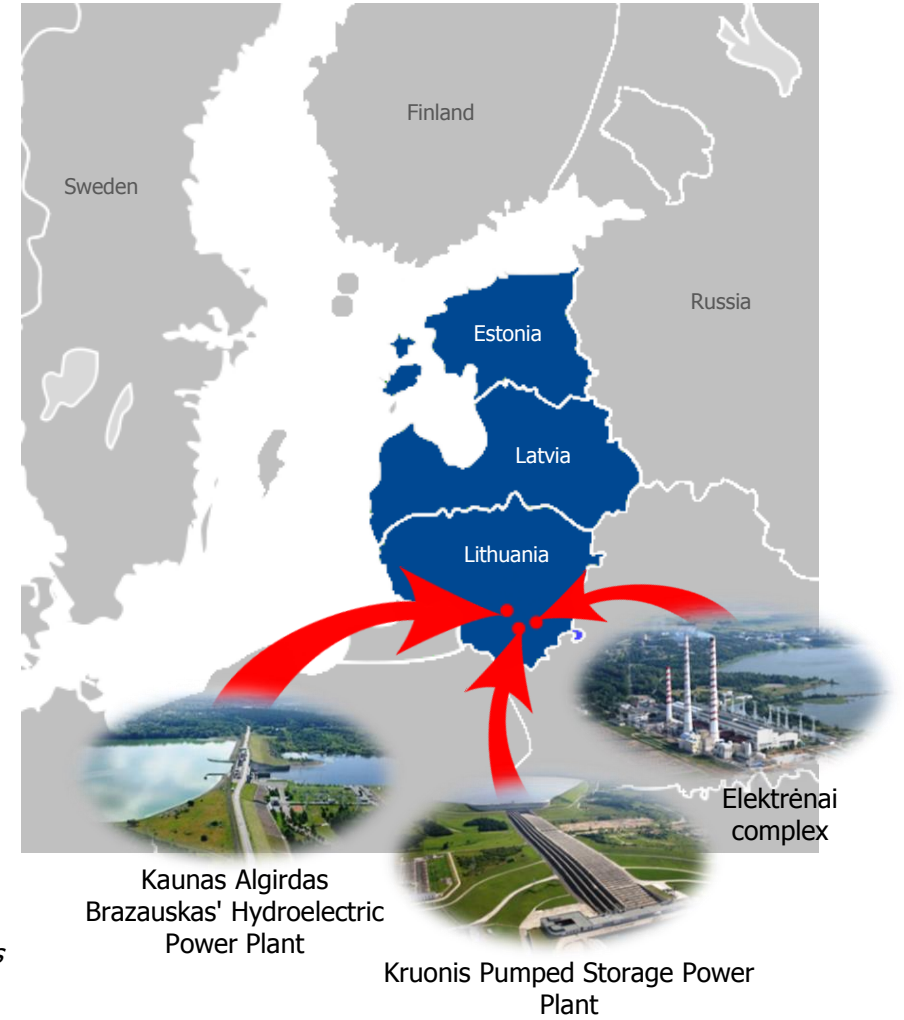 Finland
Sweden
Russia
Estonia
Latvia
Lithuania
Elektrėnai
complex
Kaunas Algirdas
Brazauskas' Hydroelectric
Power Plant
s
Kruonis Pumped Storage Power
Plant